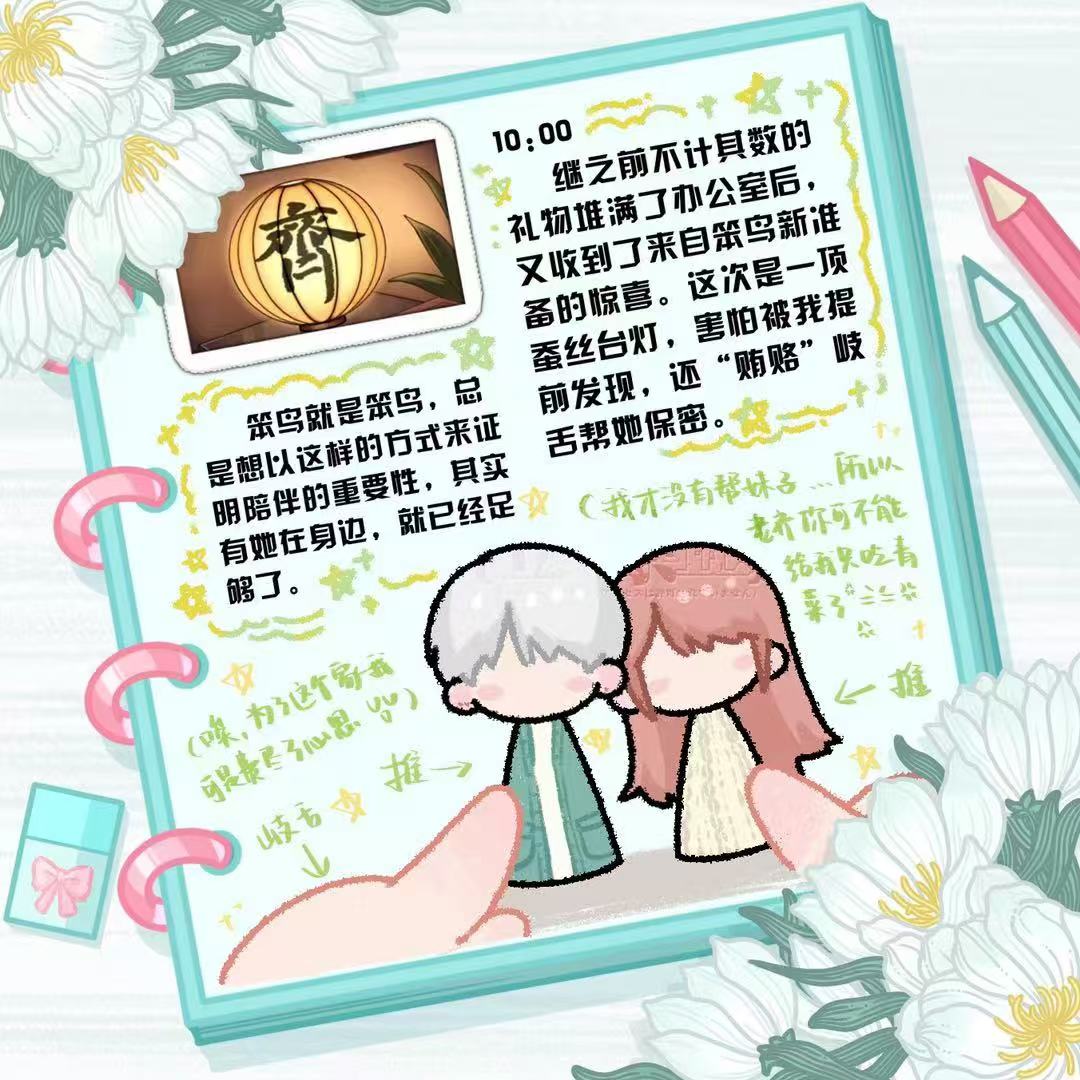 齊
10:00
继之前不计其数的
礼物堆满了办公室后，
又收到了来自笨鸟新准
备的惊喜。这次是一项
蚕丝台灯，害怕被我提
前发现，还“贿赂”歧
舌帮她保密。
笨鸟就是笨鸟，总
是想以这样的方式来证
明陪伴的重要性，其实
有她在身边，就已经足
够了。
（我才没有帮妹子…所以
老齐你可不能
给我只吃青
菜了
（唉，为了这个家我
可是费尽了心思
推
推
歧舌